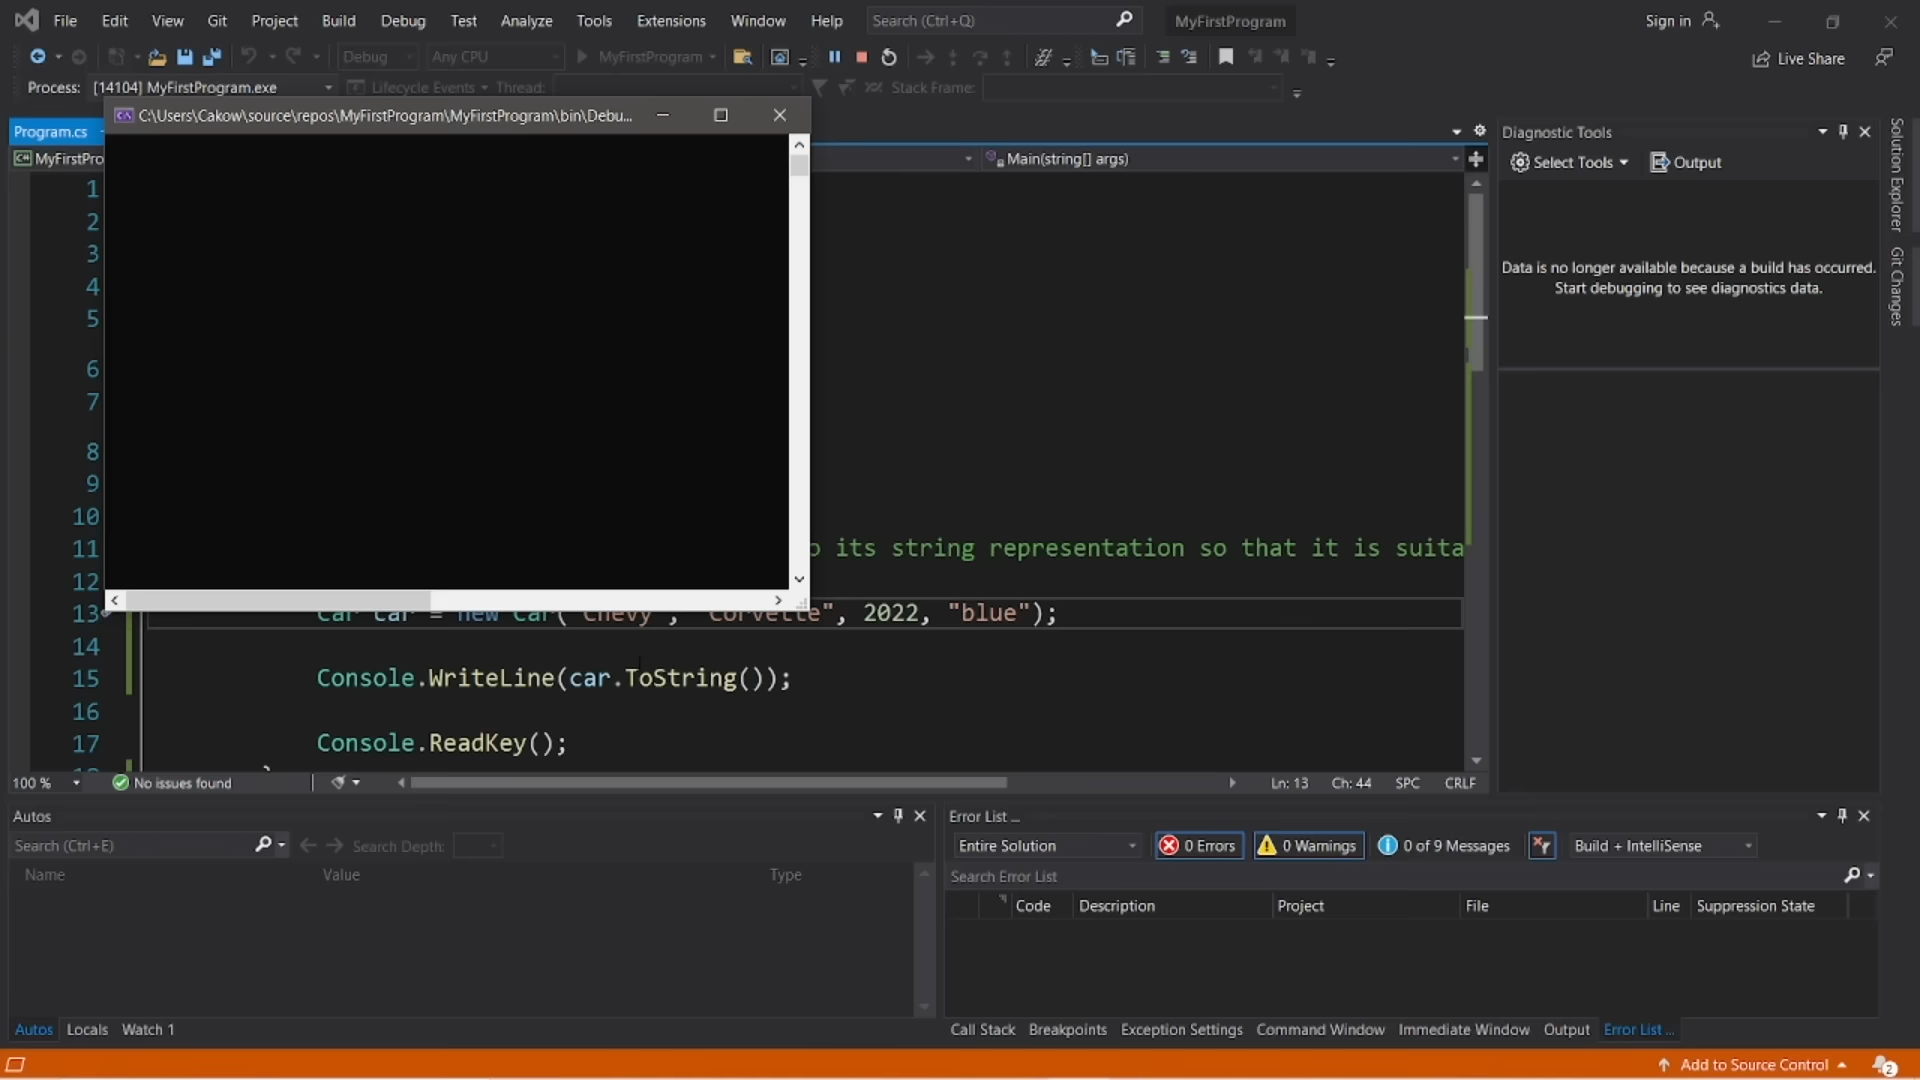 File Edit View Git Project Build Debug Test Analyze Tools Extensions Window Help Search (Ctrl+Q) MyFirstProgram Sign in
Debug Any CPU MyFirstProgram Live Share
Process: [14104] MyFirstProgram.exe Lifecycle Events Thread: Stack Frame:
C:\Users\Cakow\source\repos\MyFirstProgram\MyFirstProgram\bin\Debu...
Program.cs
MyFirstPro Main(string[] args)
Diagnostic Tools
Select Tools Output
Data is no longer available because a build has occurred.
Start debugging to see diagnostics data.
Solution Explorer
Git Changes
1
2
3
4
5
6
7
8
9
10
11 o its string representation so that it is suita
12
13 Car car = new Car("Chevy", "Corvette", 2022, "blue");
14
15 Console.WriteLine(car.ToString());
16
17 Console.ReadKey();
100 % No issues found Ln: 13 Ch: 44 SPC CRLF
Autos
Search (Ctrl+E) Search Depth:
Name Value Type
Autos Locals Watch 1
Error List ...
Entire Solution 0 Errors 0 Warnings 0 of 9 Messages Build + IntelliSense
Search Error List
Code Description Project File Line Suppression State
Call Stack Breakpoints Exception Settings Command Window Immediate Window Output Error List ...
Add to Source Control 2